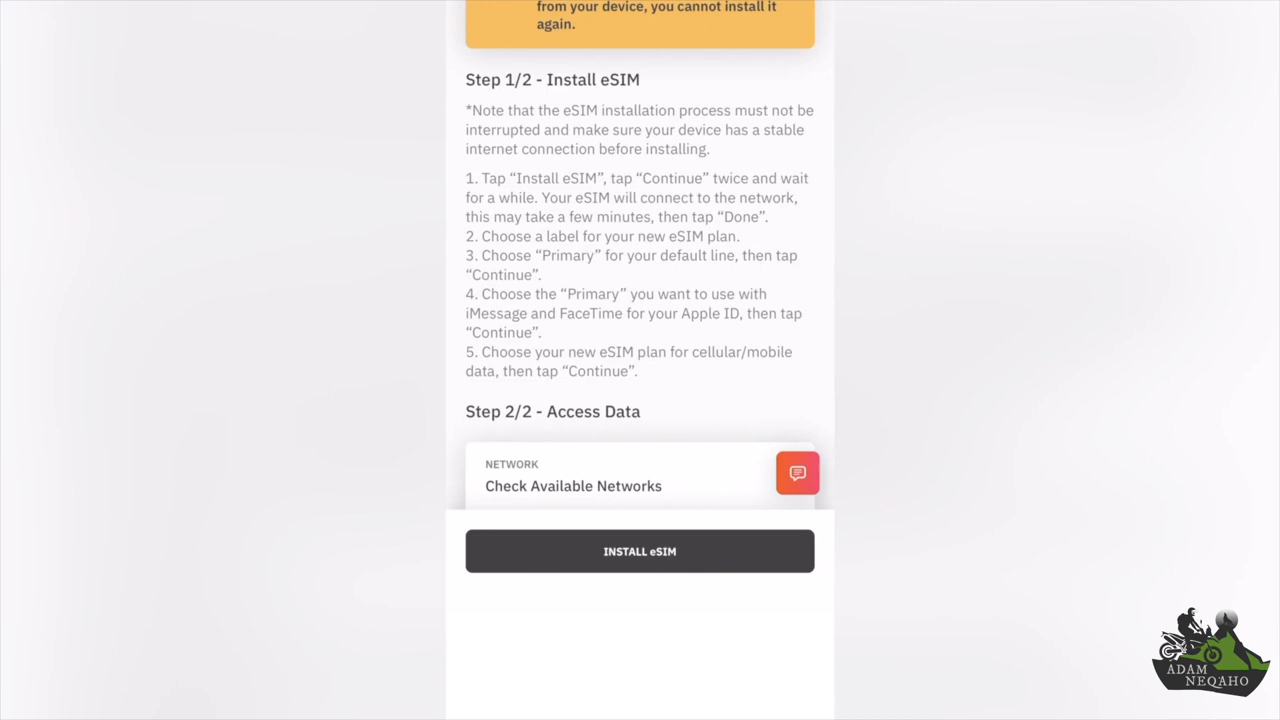 from your device, you cannot install it
again.
Step 1/2 - Install eSIM
*Note that the eSIM installation process must not be
interrupted and make sure your device has a stable
internet connection before installing.
1. Tap “Install eSIM”, tap “Continue” twice and wait
for a while. Your eSIM will connect to the network,
this may take a few minutes, then tap “Done”.
2. Choose a label for your new eSIM plan.
3. Choose “Primary” for your default line, then tap
“Continue”.
4. Choose the “Primary” you want to use with
iMessage and FaceTime for your Apple ID, then tap
“Continue”.
5. Choose your new eSIM plan for cellular/mobile
data, then tap “Continue”.
Step 2/2 - Access Data
NETWORK
Check Available Networks
INSTALL eSIM
ADAM
NEQAHO